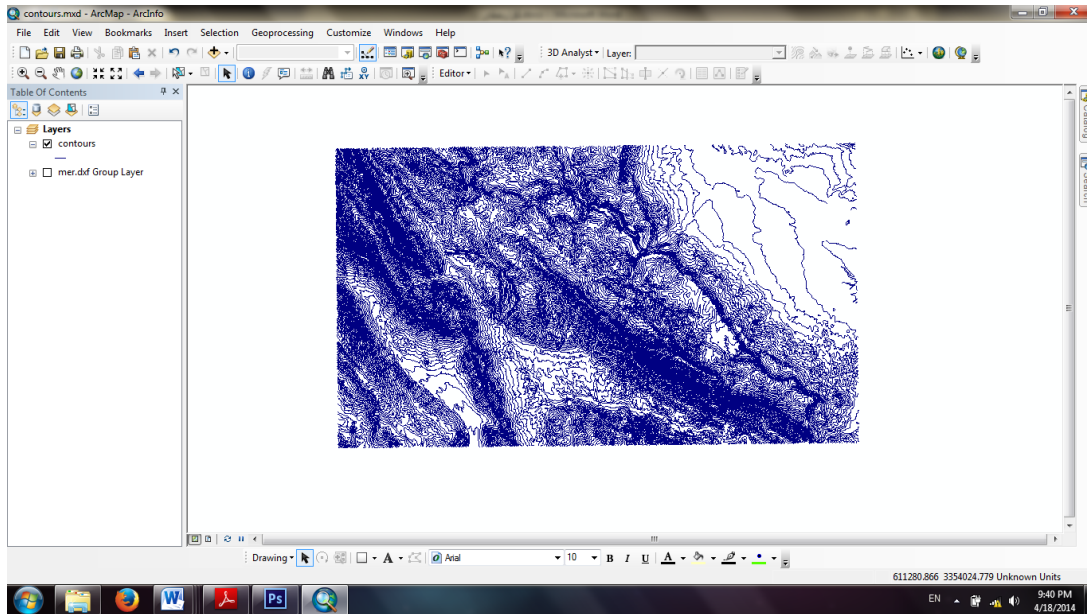 contours.mxd - ArcMap - ArcInfo
File Edit View Bookmarks Insert Selection Geoprocessing Customize Windows Help
3D Analyst Layer:
Editor
Table Of Contents
Layers
contours
mer.dxf Group Layer
Drawing A Arial 10 B I U A
611280.866 3354024.779 Unknown Units
W Ps EN 9:40 PM
4/18/2014